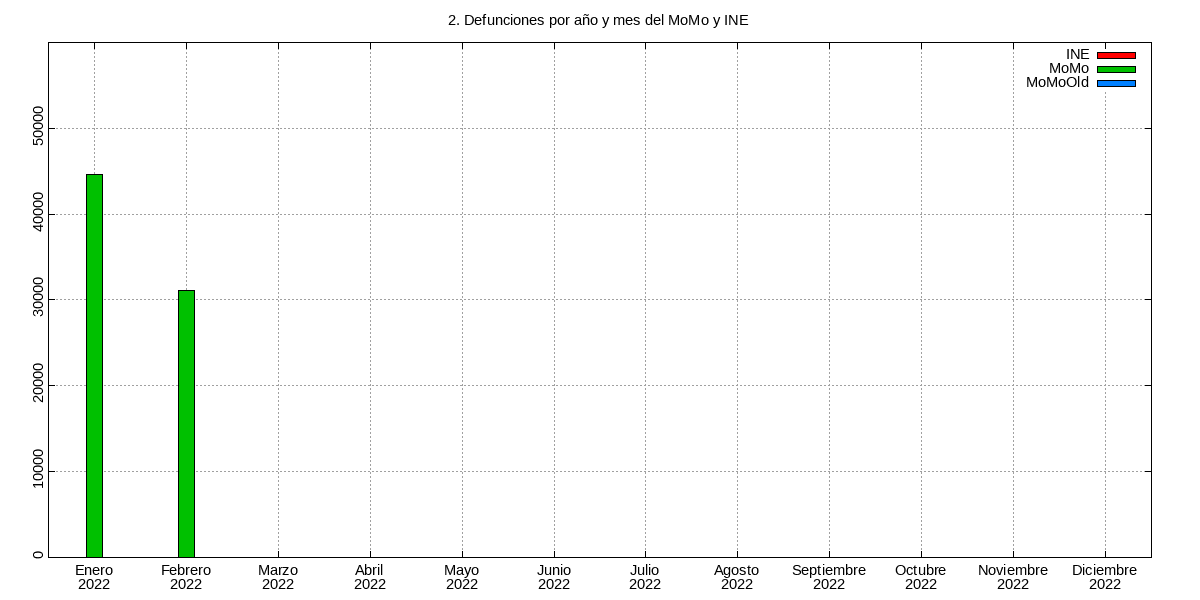 2. Defunciones por año y mes del MoMo y INE
INE
MoMo
MoMoOld
50000
40000
30000
20000
10000
0
Enero Febrero Marzo Abril Mayo Junio Julio Agosto Septiembre Octubre Noviembre Diciembre
2022 2022 2022 2022 2022 2022 2022 2022 2022 2022 2022 2022